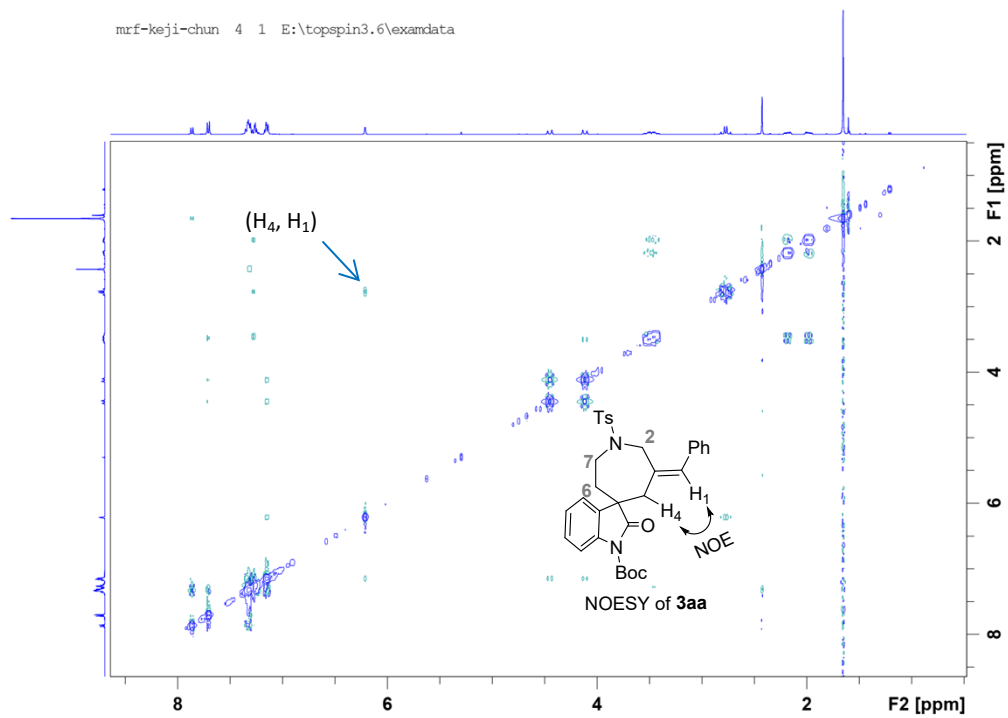 mrf-keji-chun 4 1 E:\topspin3.6\examdata
F1 [ppm]
(H4, H1)
2
4
6
8
Ts
N
2
Ph
7
6
H1
H4
O
NOE
N
Boc
NOESY of 3aa
8
6
4
2
F2 [ppm]